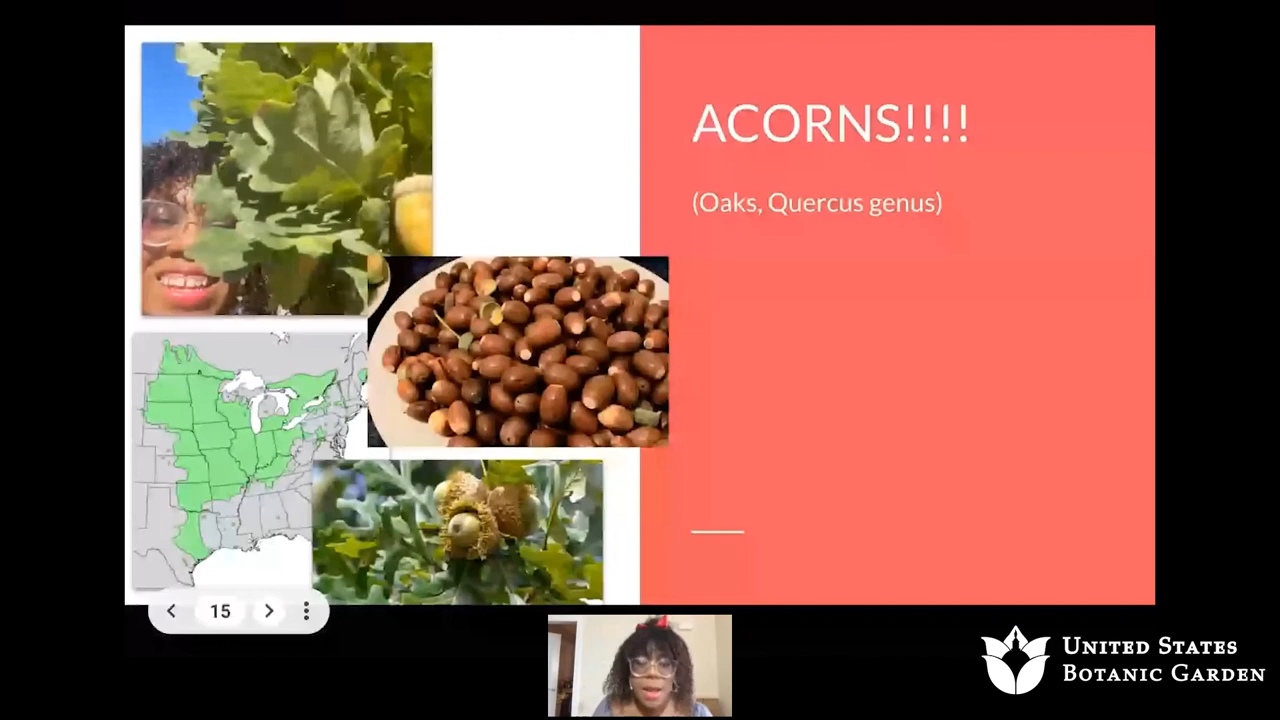 ACORNS!!!!
(Oaks, Quercus genus)
15
UNITED STATES
BOTANIC GARDEN